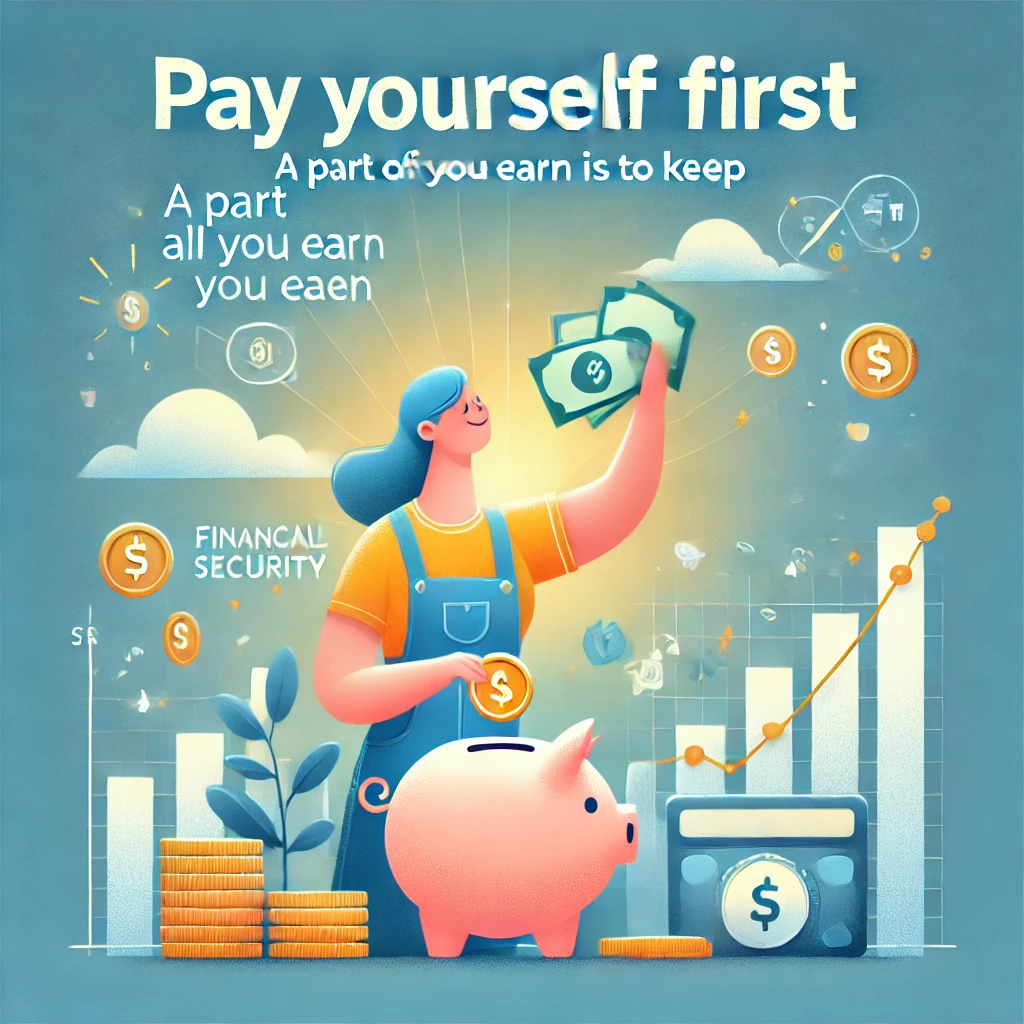 Pay yourself first
A part of you earn is to keep
A part
all you earn
you eaen
$
$
$
$
FINANCAL
SECURITY
$
$
$
$
$